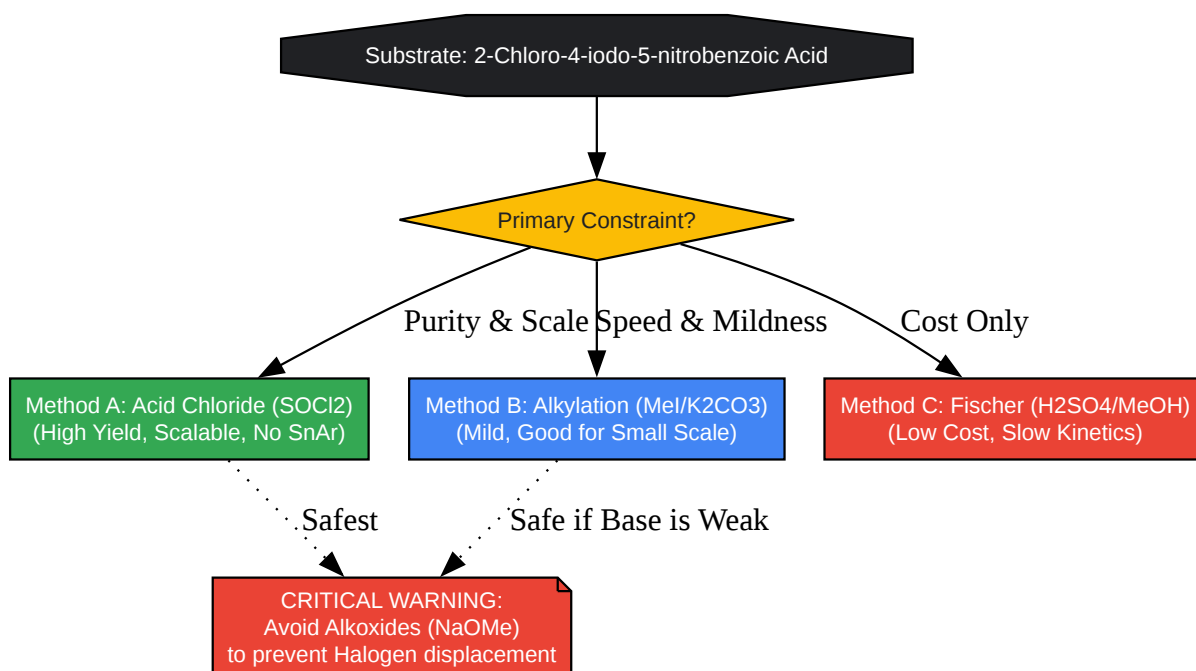 Substrate: 2-Chloro-4-iodo-5-nitrobenzoic Acid
Primary Constraint?
Purity & Scale
Speed & Mildness
Cost Only
Method A: Acid Chloride (SOCl2)
(High Yield, Scalable, No SnAr)
Method B: Alkylation (MeI/K2CO3)
(Mild, Good for Small Scale)
Method C: Fischer (H2SO4/MeOH)
(Low Cost, Slow Kinetics)
Safest
Safe if Base is Weak
CRITICAL WARNING:
Avoid Alkoxides (NaOMe)
to prevent Halogen displacement